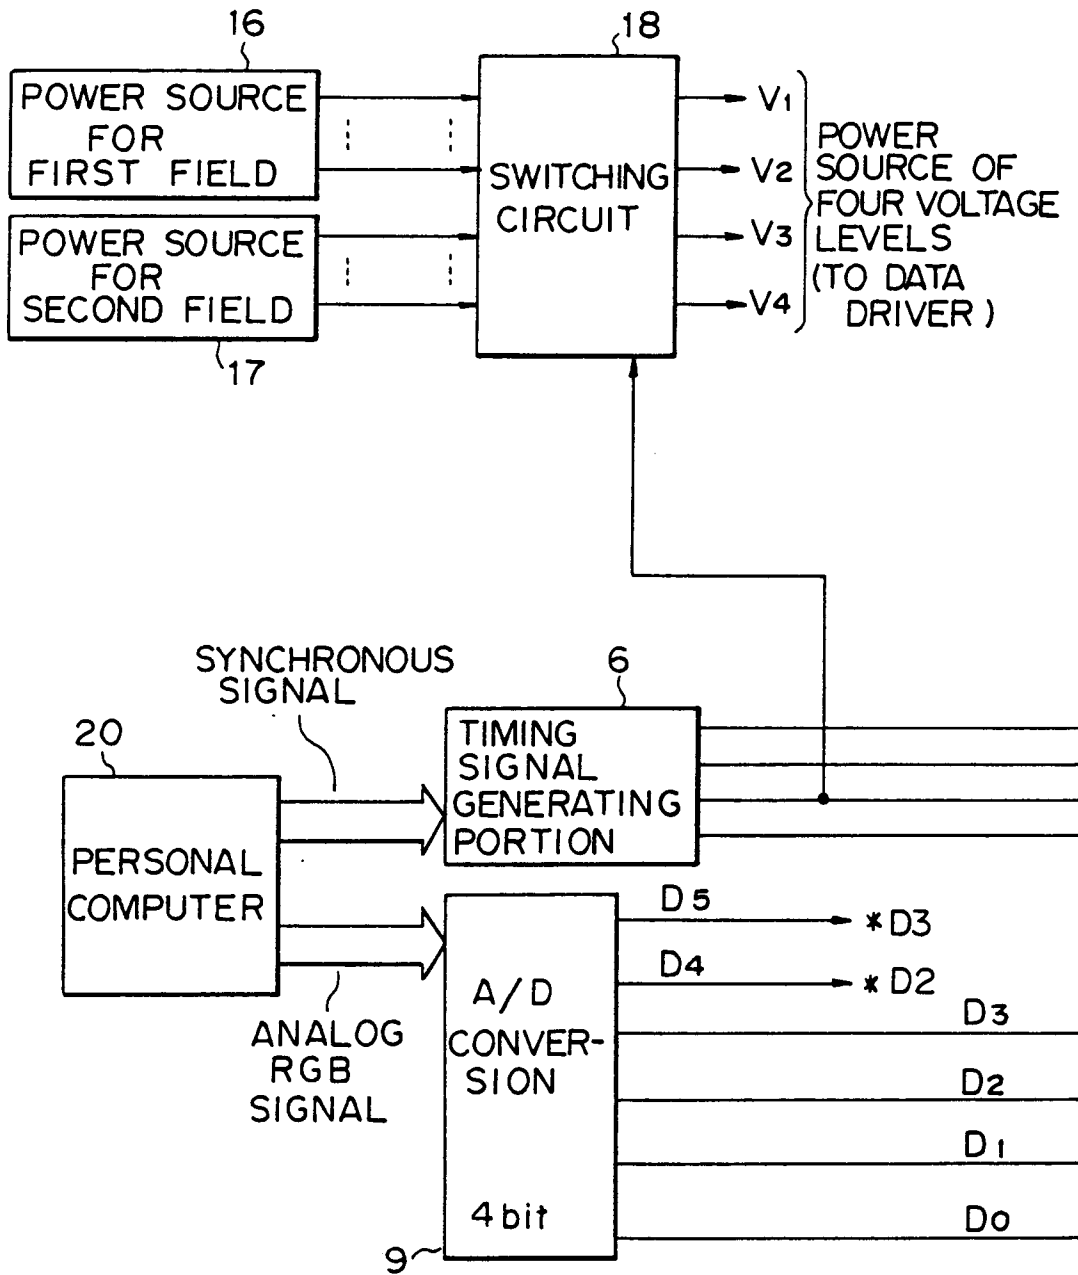 16
POWER SOURCE
FOR
FIRST FIELD
POWER SOURCE
FOR
SECOND FIELD
17
18
SWITCHING
CIRCUIT
V1
V2
V3
V4
POWER
SOURCE OF
FOUR VOLTAGE
LEVELS
(TO DATA
DRIVER)
SYNCHRONOUS
SIGNAL
20
PERSONAL
COMPUTER
6
TIMING
SIGNAL
GENERATING
PORTION
ANALOG
RGB
SIGNAL
A/D
CONVER-
SION
4bit
9
D5
*D3
D4
*D2
D3
D2
D1
D0